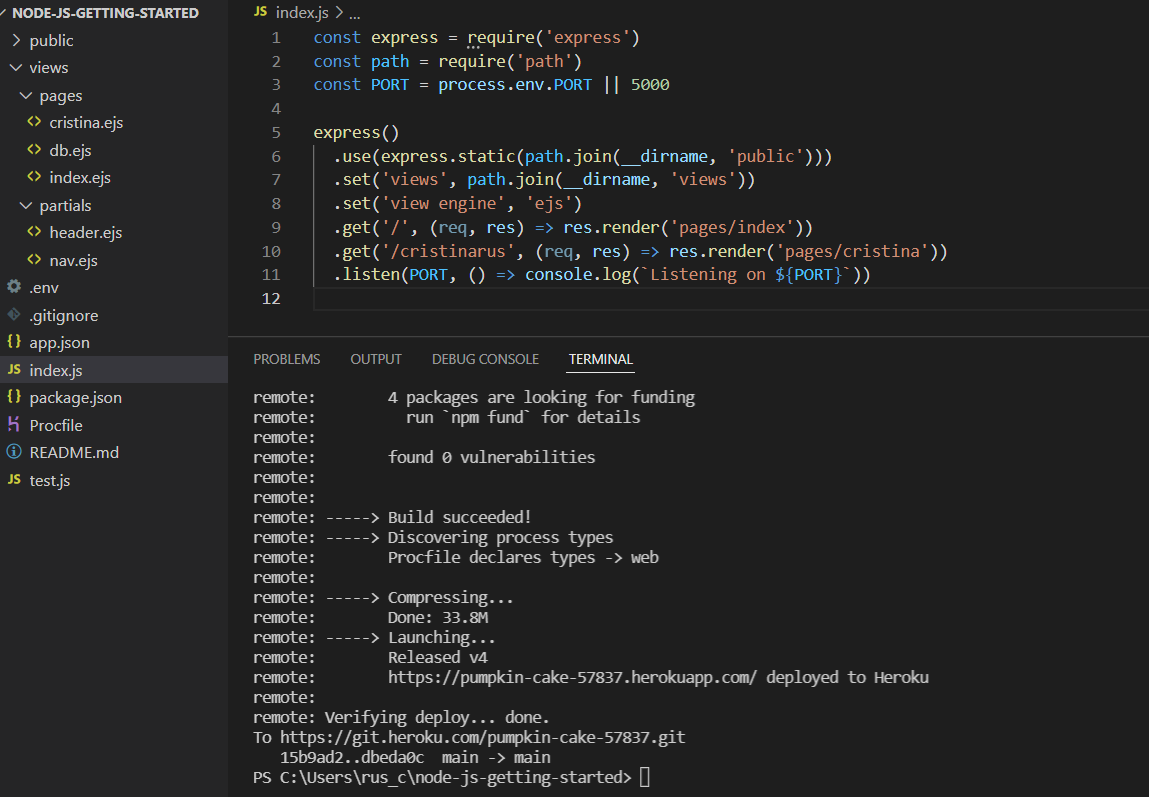 NODE-JS-GETTING-STARTED
public
views
pages
cristina.ejs
db.ejs
index.ejs
partials
header.ejs
nav.ejs
.env
.gitignore
{} app.json
JS index.js
{} package.json
Procfile
README.md
JS test.js
JS index.js > ...
1 const express = require('express')
2 const path = require('path')
3 const PORT = process.env.PORT || 5000
4
5 express()
6 .use(express.static(path.join(__dirname, 'public')))
7 .set('views', path.join(__dirname, 'views'))
8 .set('view engine', 'ejs')
9 .get('/', (req, res) => res.render('pages/index'))
10 .get('/cristinarus', (req, res) => res.render('pages/cristina'))
11 .listen(PORT, () => console.log(`Listening on ${PORT}`))
12
PROBLEMS OUTPUT DEBUG CONSOLE TERMINAL
remote: 4 packages are looking for funding
remote: run `npm fund` for details
remote:
remote: found 0 vulnerabilities
remote:
remote:
remote: -----> Build succeeded!
remote: -----> Discovering process types
remote: Procfile declares types -> web
remote:
remote: -----> Compressing...
remote: Done: 33.8M
remote: -----> Launching...
remote: Released v4
remote: https://pumpkin-cake-57837.herokuapp.com/ deployed to Heroku
remote:
remote: Verifying deploy... done.
To https://git.heroku.com/pumpkin-cake-57837.git
15b9ad2..dbeda0c main -> main
PS C:\Users\rus_c\node-js-getting-started>